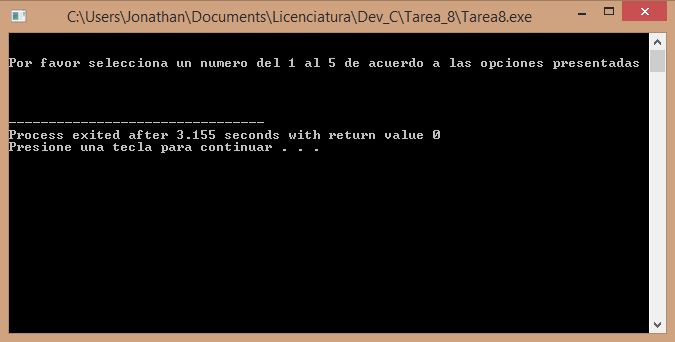 C:\Users\Jonathan\Documents\Licenciatura\Dev_C\Tarea_8\Tarea8.exe
Por favor selecciona un numero del 1 al 5 de acuerdo a las opciones presentadas
--------------------------------
Process exited after 3.155 seconds with return value 0
Presione una tecla para continuar . . .